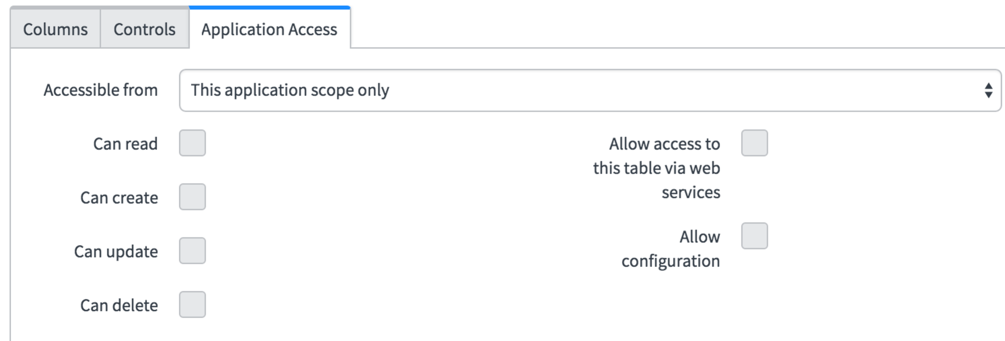 Columns Controls Application Access
Accessible from This application scope only
Can read
Allow access to
this table via web
services
Can create
Can update
Allow
configuration
Can delete